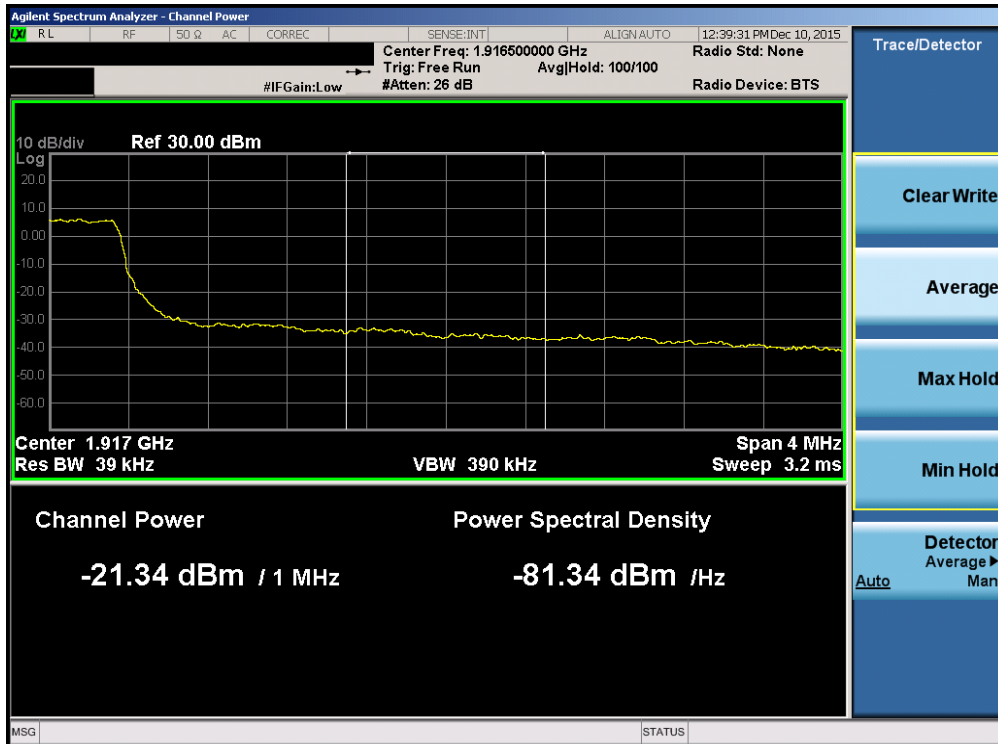 Agilent Spectrum Analyzer - Channel Power
LXI RL RF 50 Ω AC CORREC SENSE:INT ALIGN AUTO 12:39:31 PM Dec 10, 2015
Center Freq: 1.916500000 GHz Radio Std: None
Trig: Free Run Avg|Hold: 100/100
#IFGain:Low #Atten: 26 dB Radio Device: BTS
10 dB/div Ref 30.00 dBm
Log
20.0
10.0
0.00
-10.0
-20.0
-30.0
-40.0
-50.0
-60.0
Center 1.917 GHz Span 4 MHz
Res BW 39 kHz VBW 390 kHz Sweep 3.2 ms
Channel Power Power Spectral Density
-21.34 dBm / 1 MHz -81.34 dBm /Hz
Trace/Detector
Clear Write
Average
Max Hold
Min Hold
Detector
Average▶
Auto Man
MSG STATUS